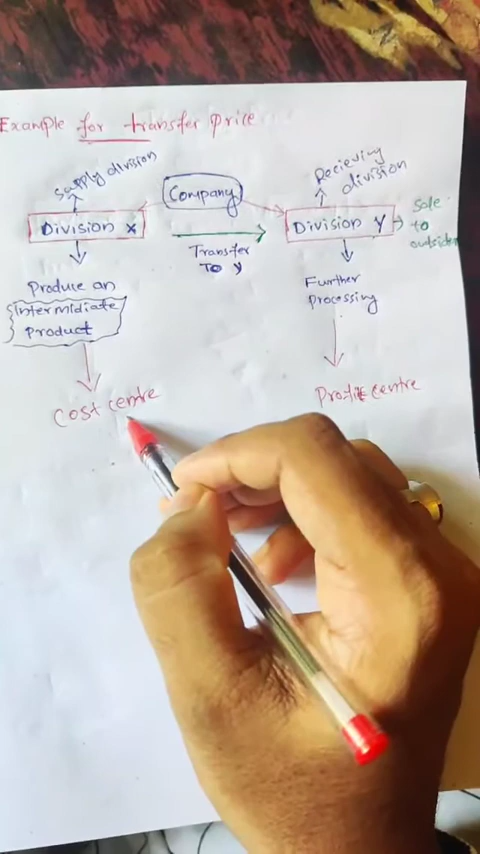 Example for transfer price
Supply division
Company
Recieving
division
Division X
Transfer
To Y
Division Y
Sale
to
outsider
Produce an
Intermidiate
Product
Further
Processing
Cost centre
Profit centre